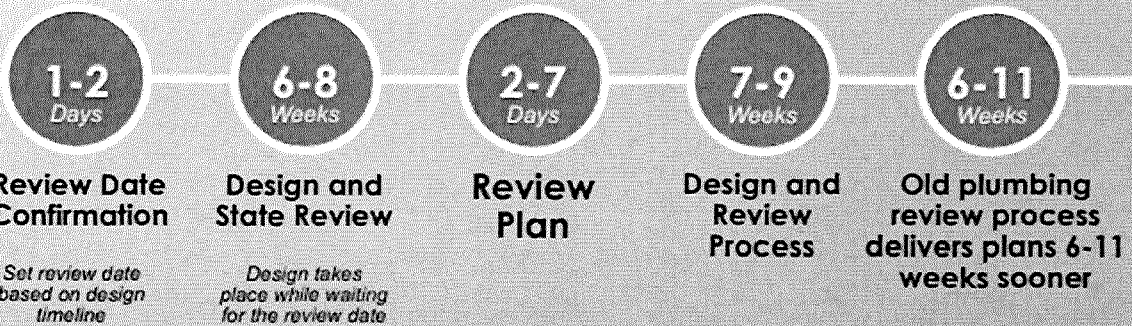 1-2
Days
6-8
Weeks
2-7
Days
7-9
Weeks
6-11
Weeks
Review Date
Confirmation
Set review date
based on design
timeline
Design and
State Review
Design takes
place while waiting
for the review date
Review
Plan
Design and
Review
Process
Old plumbing
review process
delivers plans 6-11
weeks sooner